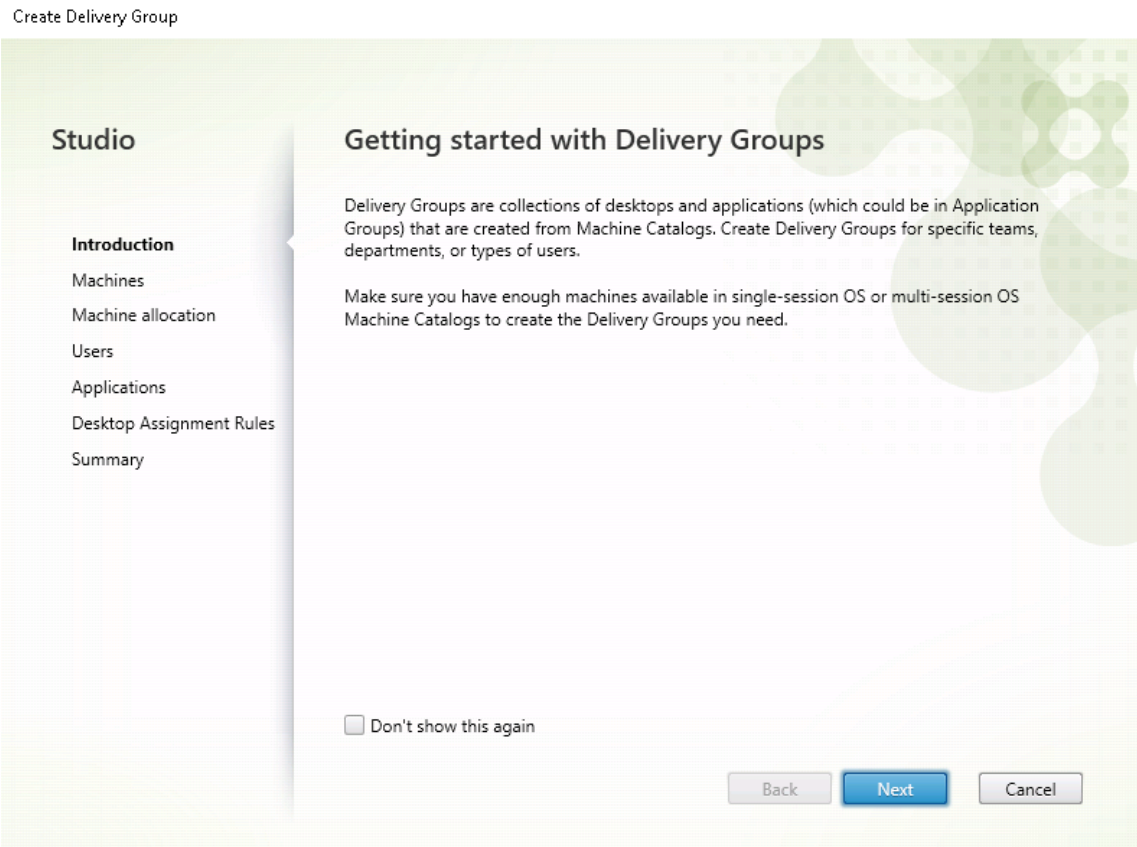 Create Delivery Group
Studio
Introduction
Machines
Machine allocation
Users
Applications
Desktop Assignment Rules
Summary
Getting started with Delivery Groups
Delivery Groups are collections of desktops and applications (which could be in Application
Groups) that are created from Machine Catalogs. Create Delivery Groups for specific teams,
departments, or types of users.
Make sure you have enough machines available in single-session OS or multi-session OS
Machine Catalogs to create the Delivery Groups you need.
Don't show this again
Back
Next
Cancel